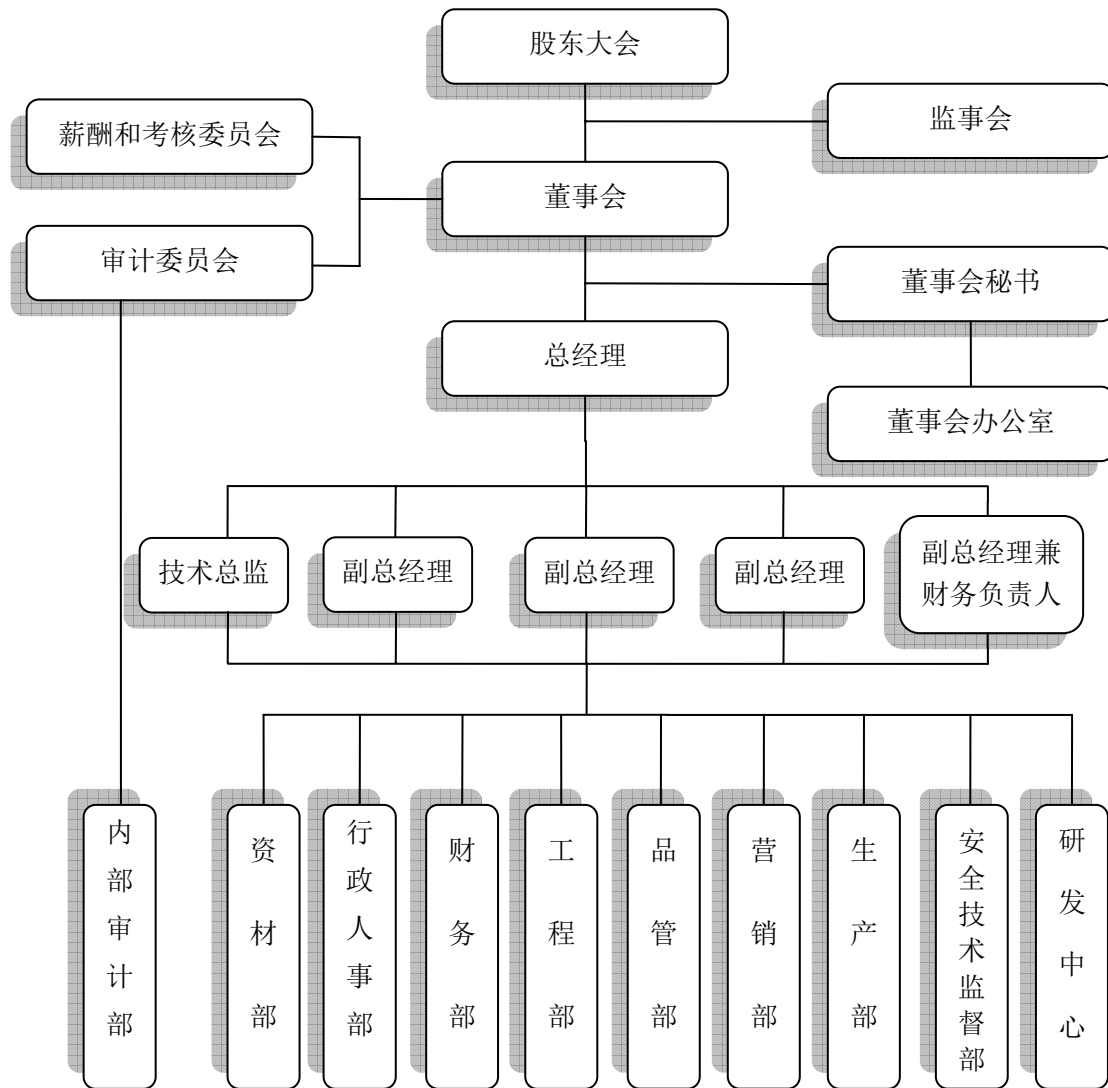 股东大会
监事会
薪酬和考核委员会
董事会
审计委员会
董事会秘书
总经理
董事会办公室
技术总监
副总经理
副总经理
副总经理
副总经理兼
财务负责人
内部审计部
资材部
行政人事部
财务部
工程部
品管部
营销部
生产部
安全技术监督部
研发中心